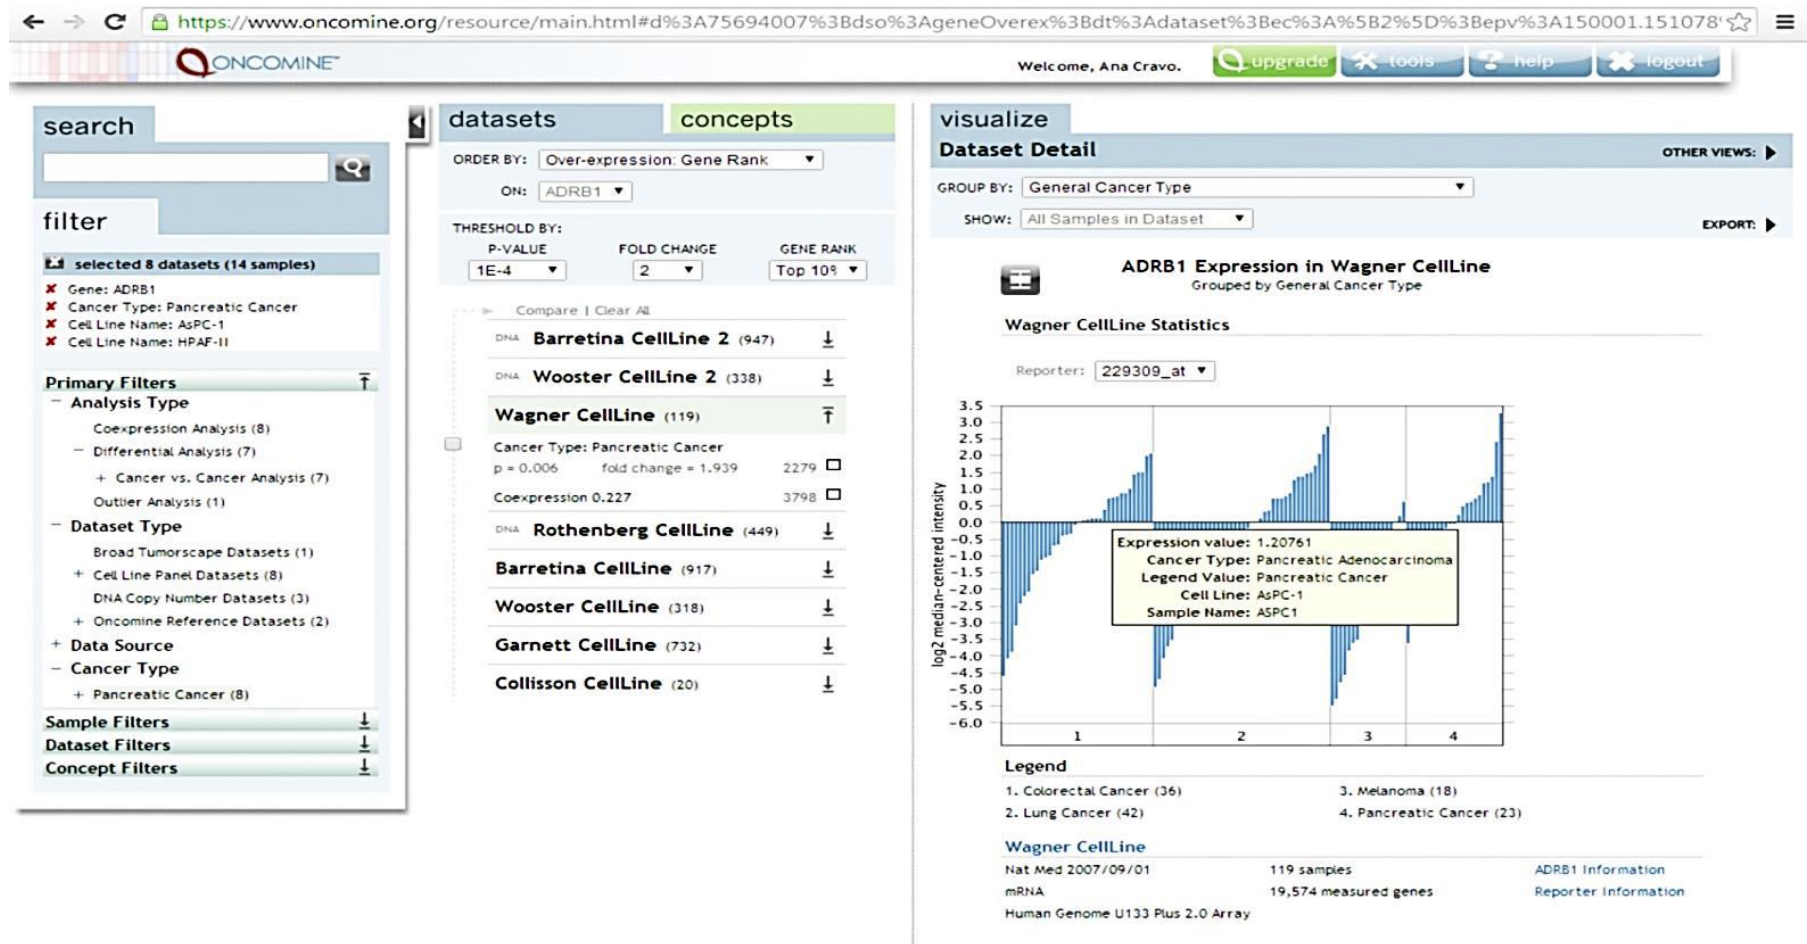 https://www.oncomine.org/resource/main.html#d%3A75694007%3Bdso%3AgeneOverex%3Bdt%3Adataset%3Bec%3A%5B2%5D%3Bepv%3A150001.151078
ONCOMINE
Welcome, Ana Cravo.
upgrade tools help logout
search
filter
selected 8 datasets (14 samples)
Gene: ADRB1
Cancer Type: Pancreatic Cancer
Cell Line Name: AsPC-1
Cell Line Name: HPAF-II
Primary Filters
Analysis Type
Coexpression Analysis (8)
Differential Analysis (7)
+ Cancer vs. Cancer Analysis (7)
Outlier Analysis (1)
Dataset Type
Broad Tumorscape Datasets (1)
+ Cell Line Panel Datasets (8)
DNA Copy Number Datasets (3)
+ Oncomine Reference Datasets (2)
+ Data Source
− Cancer Type
+ Pancreatic Cancer (8)
Sample Filters
Dataset Filters
Concept Filters
datasets concepts
ORDER BY: Over-expression: Gene Rank
ON: ADRB1
THRESHOLD BY:
P-VALUE FOLD CHANGE GENE RANK
1E-4 2 Top 10%
Compare | Clear All
DNA Barretina CellLine 2 (947)
DNA Wooster CellLine 2 (338)
Wagner CellLine (119)
Cancer Type: Pancreatic Cancer
p = 0.006 fold change = 1.939 2279
Coexpression 0.227 3798
DNA Rothenberg CellLine (449)
Barretina CellLine (917)
Wooster CellLine (318)
Garnett CellLine (732)
Collisson CellLine (20)
visualize
Dataset Detail OTHER VIEWS:
GROUP BY: General Cancer Type
SHOW: All Samples in Dataset
EXPORT:
ADRB1 Expression in Wagner CellLine
Grouped by General Cancer Type
Wagner CellLine Statistics
Reporter: 229309_at
log2 median-centered intensity
3.5
3.0
2.5
2.0
1.5
1.0
0.5
0.0
-0.5
-1.0
-1.5
-2.0
-2.5
-3.0
-3.5
-4.0
-4.5
-5.0
-5.5
-6.0
Expression value: 1.20761
Cancer Type: Pancreatic Adenocarcinoma
Legend Value: Pancreatic Cancer
Cell Line: AsPC-1
Sample Name: ASPC1
1 2 3 4
Legend
1. Colorectal Cancer (36) 3. Melanoma (18)
2. Lung Cancer (42) 4. Pancreatic Cancer (23)
Wagner CellLine
Nat Med 2007/09/01 119 samples ADRB1 Information
mRNA 19,574 measured genes Reporter Information
Human Genome U133 Plus 2.0 Array